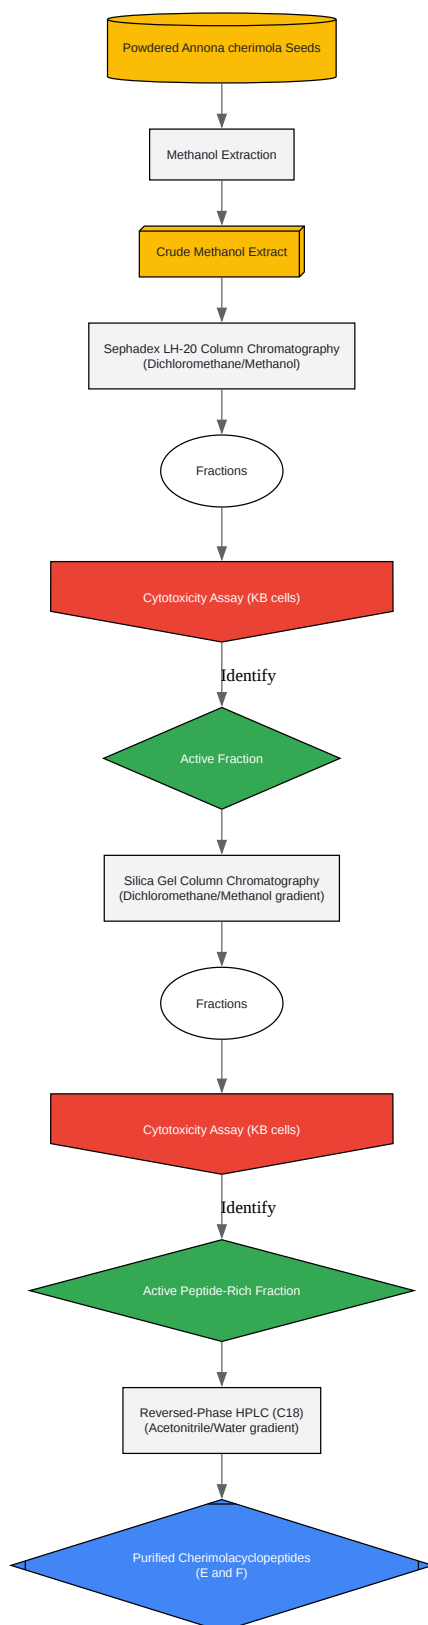 Powdered Annona cherimola Seeds
Methanol Extraction
Crude Methanol Extract
Sephadex LH-20 Column Chromatography
(Dichloromethane/Methanol)
Fractions
Cytotoxicity Assay (KB cells)
Identify
Active Fraction
Silica Gel Column Chromatography
(Dichloromethane/Methanol gradient)
Fractions
Cytotoxicity Assay (KB cells)
Identify
Active Peptide-Rich Fraction
Reversed-Phase HPLC (C18)
(Acetonitrile/Water gradient)
Purified Cherimolacyclopeptides
(E and F)